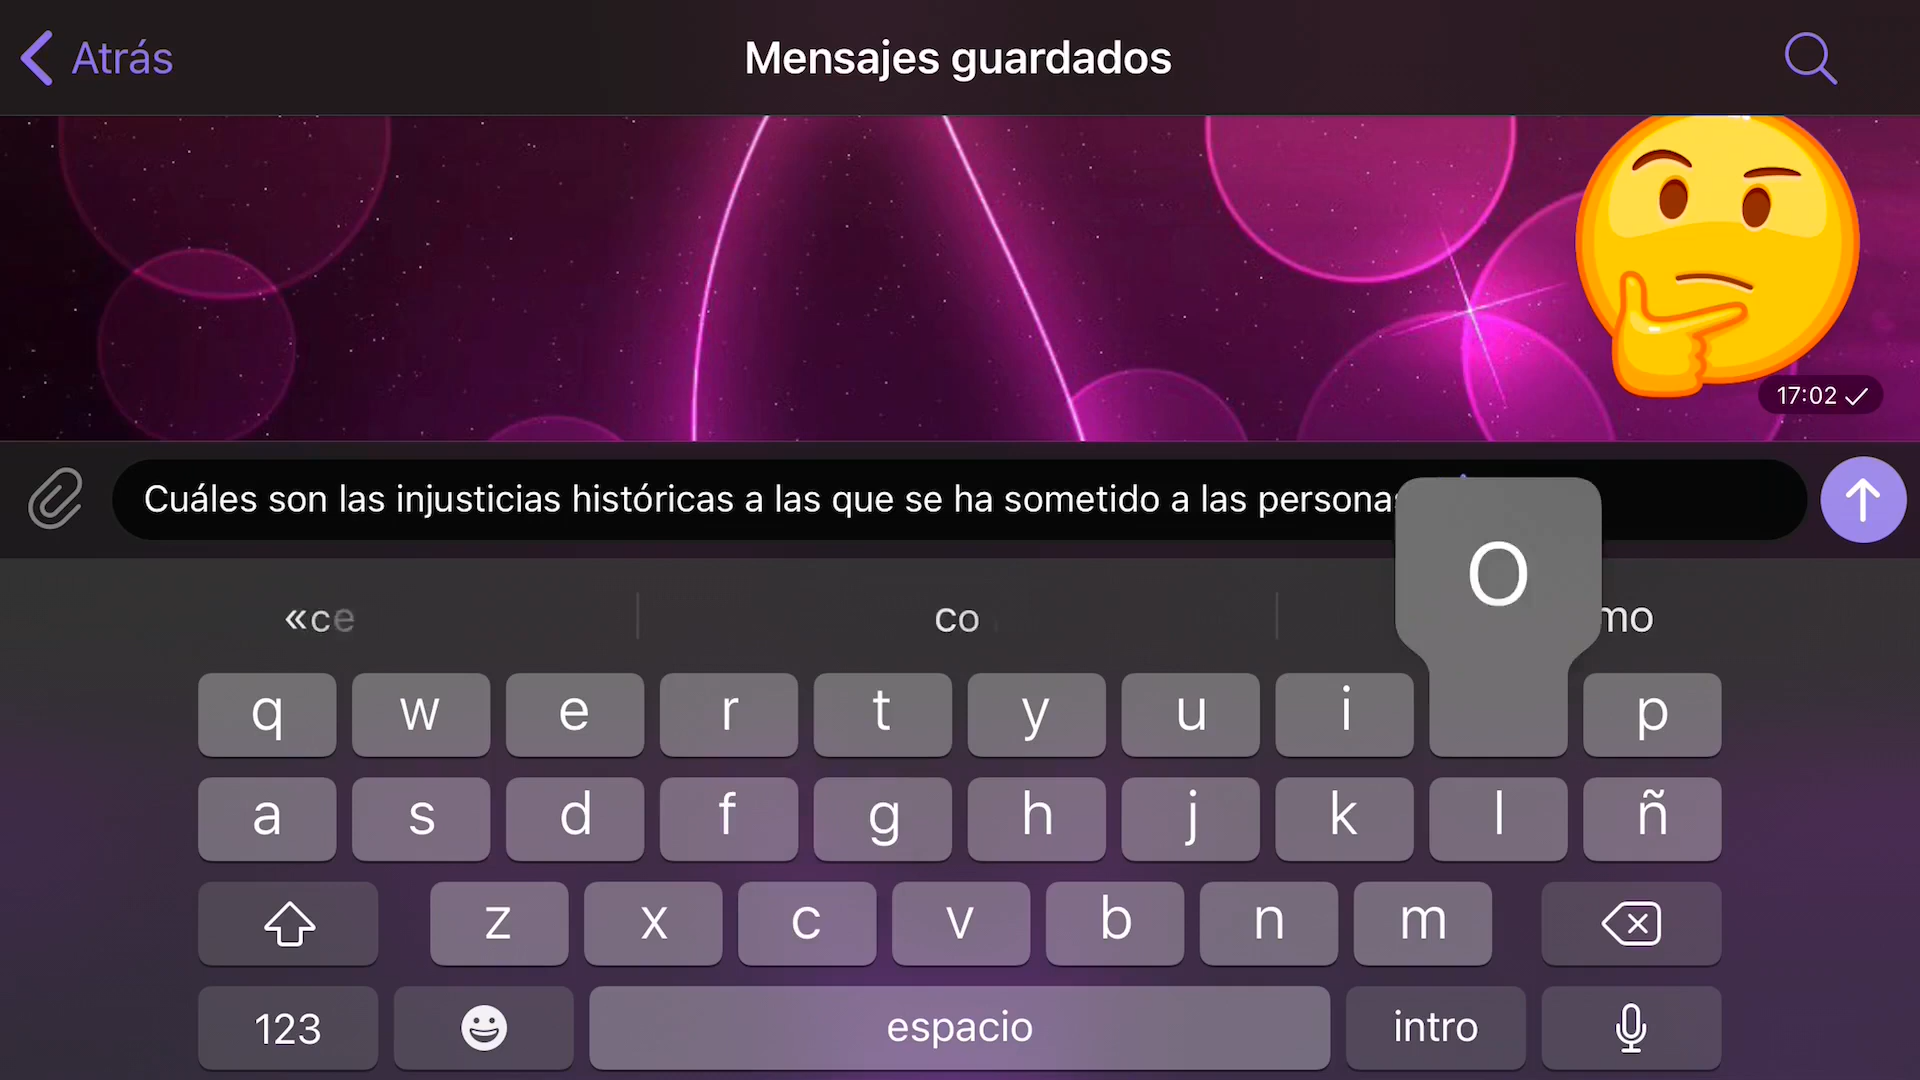 Atrás
Mensajes guardados
17:02
Cuáles son las injusticias históricas a las que se ha sometido a las personas
«ce
co
mo
O
q w e r t y u i p
a s d f g h j k l ñ
z x c v b n m
123
espacio
intro